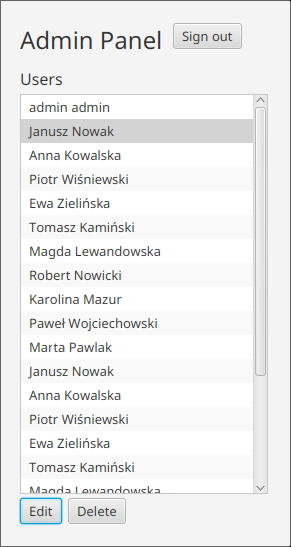 Admin Panel Sign out
Users
admin admin
Janusz Nowak
Anna Kowalska
Piotr Wiśniewski
Ewa Zielińska
Tomasz Kamiński
Magda Lewandowska
Robert Nowicki
Karolina Mazur
Paweł Wojciechowski
Marta Pawlak
Janusz Nowak
Anna Kowalska
Piotr Wiśniewski
Ewa Zielińska
Tomasz Kamiński
Magda Lewandowska
Edit Delete